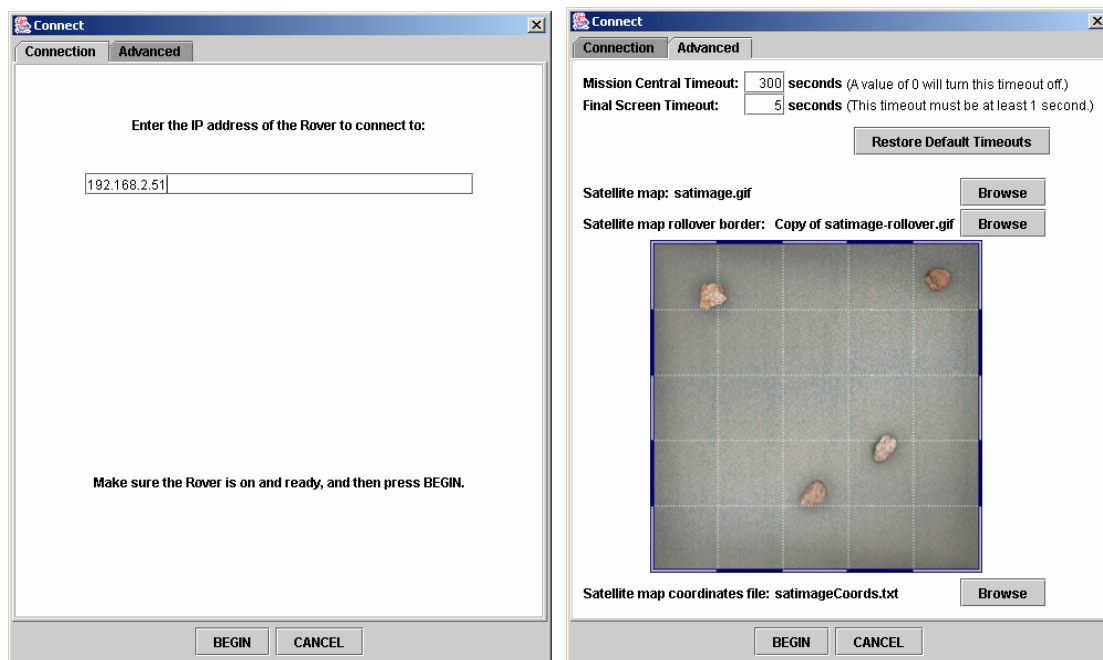 Connect
Connection Advanced
Enter the IP address of the Rover to connect to:
192.168.2.51
Make sure the Rover is on and ready, and then press BEGIN.
BEGIN CANCEL
Connect
Connection Advanced
Mission Central Timeout: 300 seconds (A value of 0 will turn this timeout off.)
Final Screen Timeout: 5 seconds (This timeout must be at least 1 second.)
Restore Default Timeouts
Satellite map: satimage.gif Browse
Satellite map rollover border: Copy of satimage-rollover.gif Browse
Satellite map coordinates file: satimageCoords.txt Browse
BEGIN CANCEL